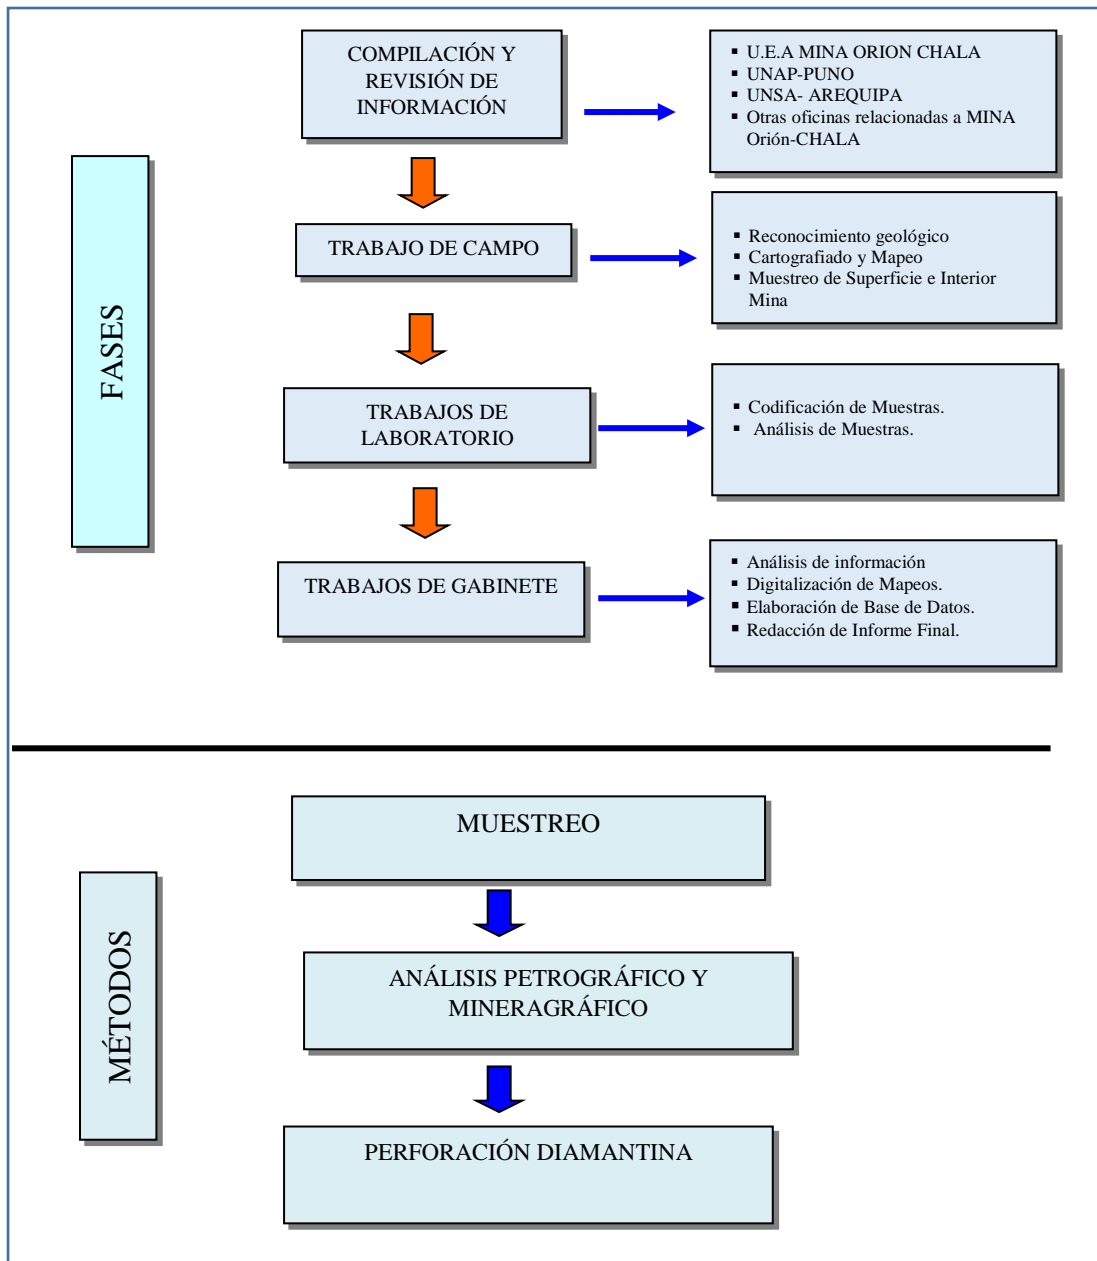 FASES
COMPILACIÓN Y
REVISIÓN DE
INFORMACIÓN
▪ U.E.A MINA ORION CHALA
▪ UNAP-PUNO
▪ UNSA- AREQUIPA
▪ Otras oficinas relacionadas a MINA
Orión-CHALA
TRABAJO DE CAMPO
▪ Reconocimiento geológico
▪ Cartografiado y Mapeo
▪ Muestreo de Superficie e Interior
Mina
TRABAJOS DE
LABORATORIO
▪ Codificación de Muestras.
▪ Análisis de Muestras.
TRABAJOS DE GABINETE
▪ Análisis de información
▪ Digitalización de Mapeos.
▪ Elaboración de Base de Datos.
▪ Redacción de Informe Final.
MÉTODOS
MUESTREO
ANÁLISIS PETROGRÁFICO Y
MINERAGRÁFICO
PERFORACIÓN DIAMANTINA